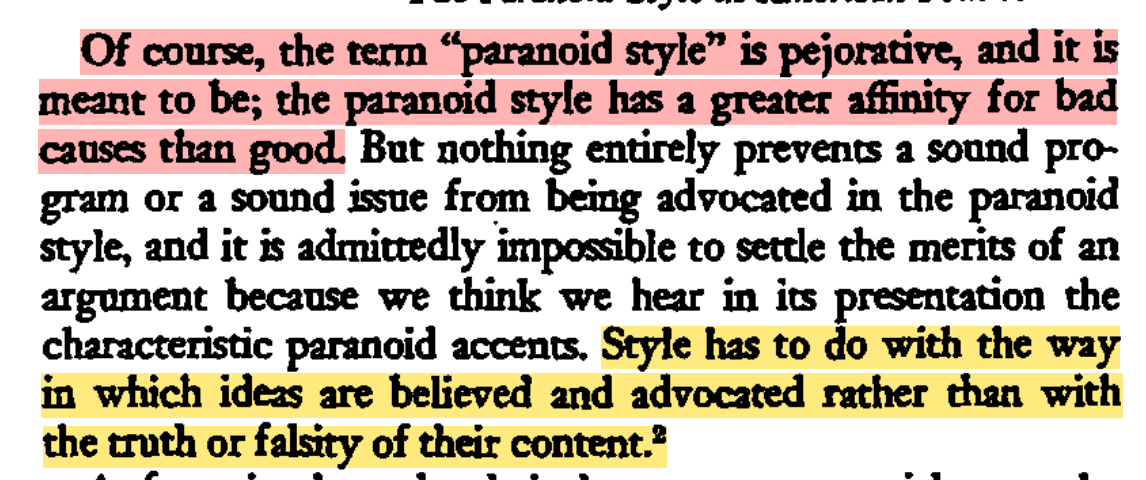 Of course, the term “paranoid style” is pejorative, and it is
meant to be; the paranoid style has a greater affinity for bad
causes than good. But nothing entirely prevents a sound pro-
gram or a sound issue from being advocated in the paranoid
style, and it is admittedly impossible to settle the merits of an
argument because we think we hear in its presentation the
characteristic paranoid accents. Style has to do with the way
in which ideas are believed and advocated rather than with
the truth or falsity of their content.²